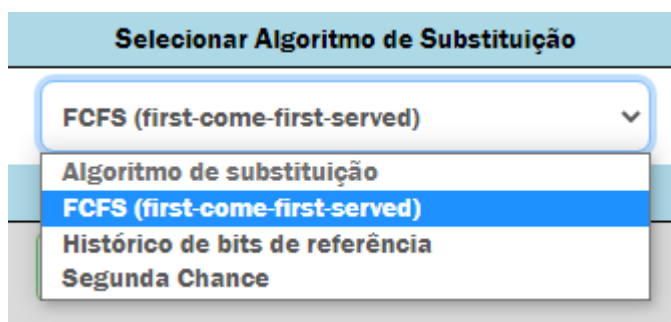 Selecionar Algoritmo de Substituição
FCFS (first-come-first-served)
Algoritmo de substituição
FCFS (first-come-first-served)
Histórico de bits de referência
Segunda Chance